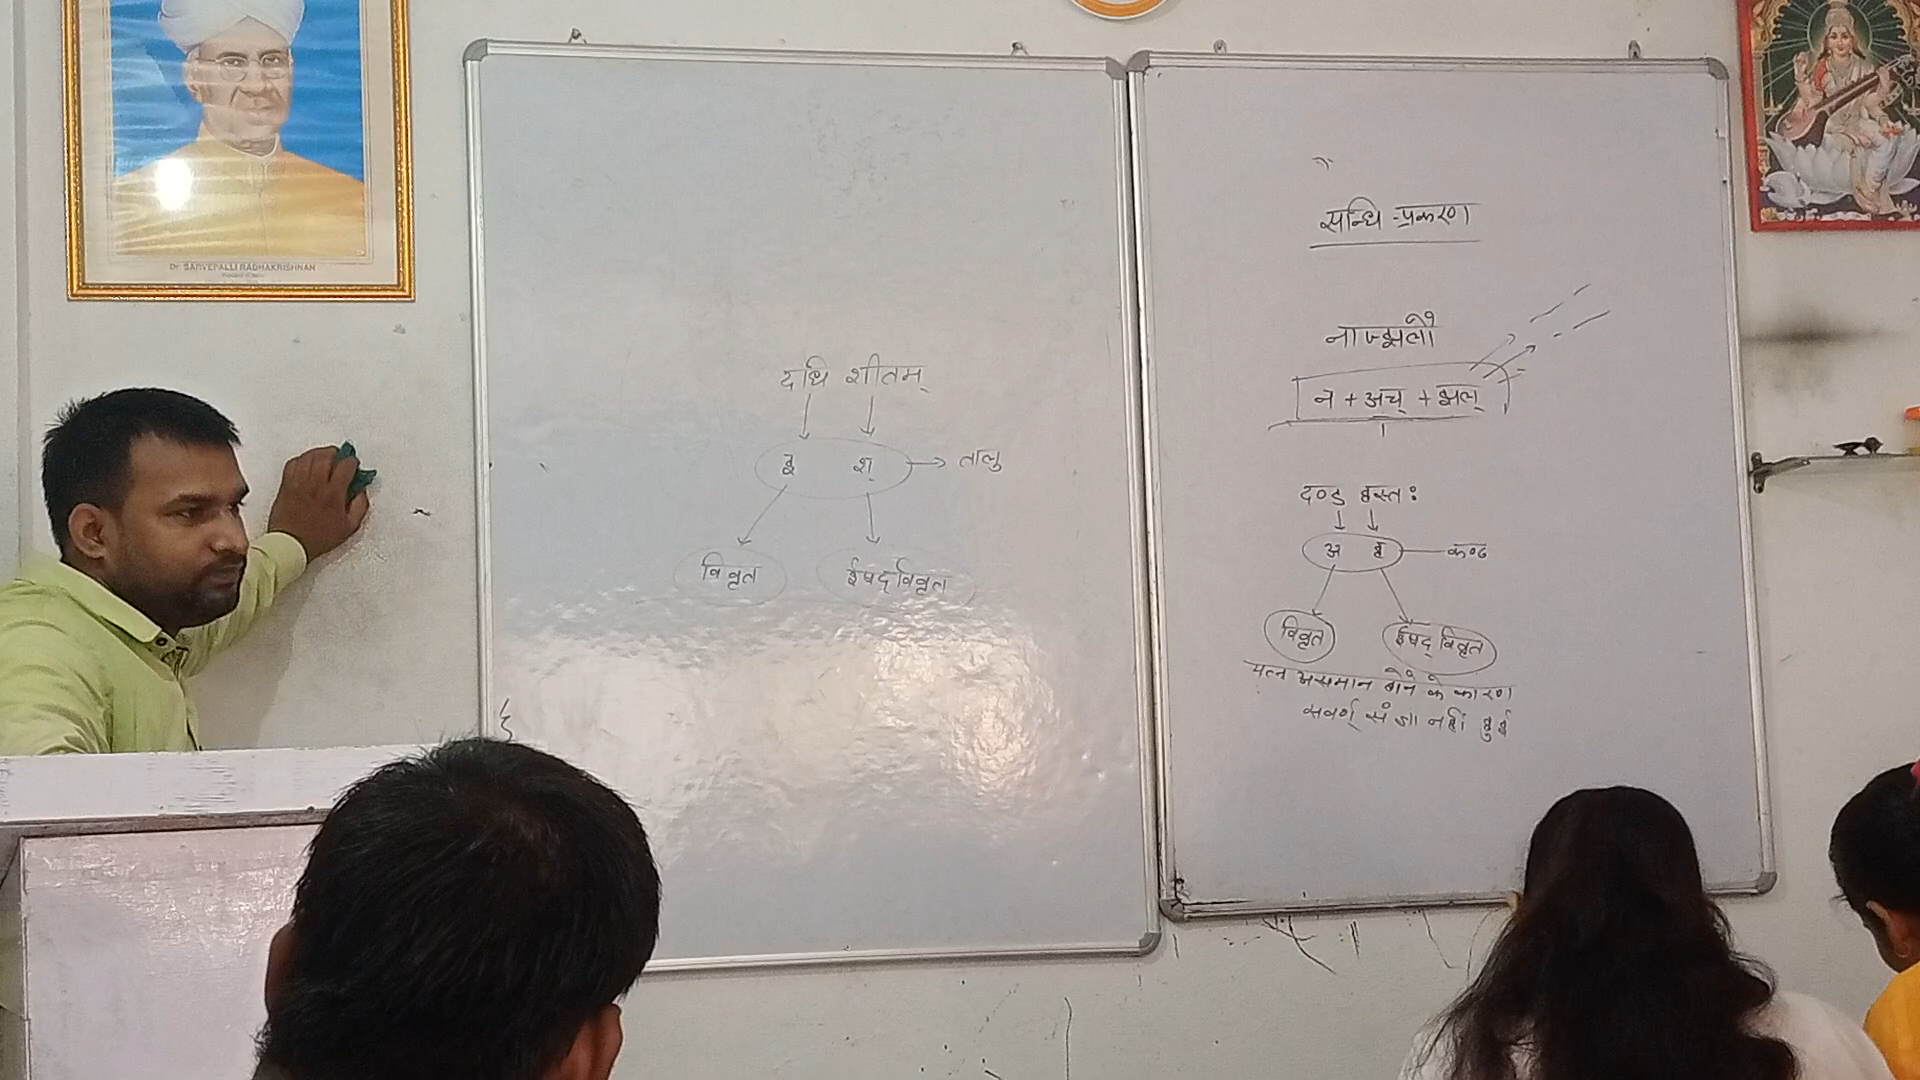 Dr. SARVEPALLI RADHAKRISHNAN
दधि शीतम्
इ श् → तालु
विवृत ईषद्विवृत
सन्धि-प्रकरण
नाज्झलौ
न + अच् + झल्
दण्ड हस्तः
अ ह कण्ठ
विवृत ईषद् विवृत
यत्न असमान होने के कारण
सवर्ण संज्ञा नहीं हुई